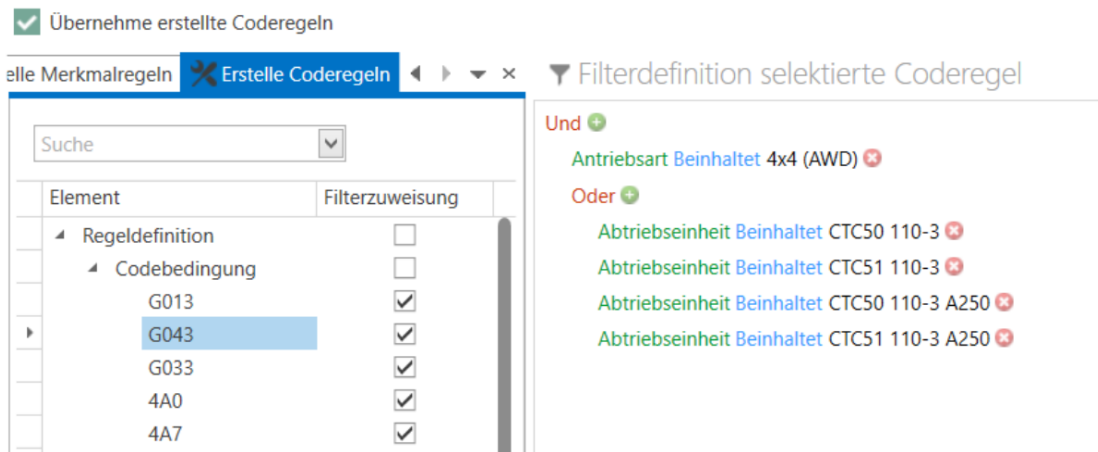 Übernehme erstellte Coderegeln
elle Merkmalregeln Erstelle Coderegeln
Suche
Element Filterzuweisung
Regeldefinition
Codebedingung
G013
G043
G033
4A0
4A7
Filterdefinition selektierte Coderegel
Und
Antriebsart Beinhaltet 4x4 (AWD)
Oder
Abtriebseinheit Beinhaltet CTC50 110-3
Abtriebseinheit Beinhaltet CTC51 110-3
Abtriebseinheit Beinhaltet CTC50 110-3 A250
Abtriebseinheit Beinhaltet CTC51 110-3 A250